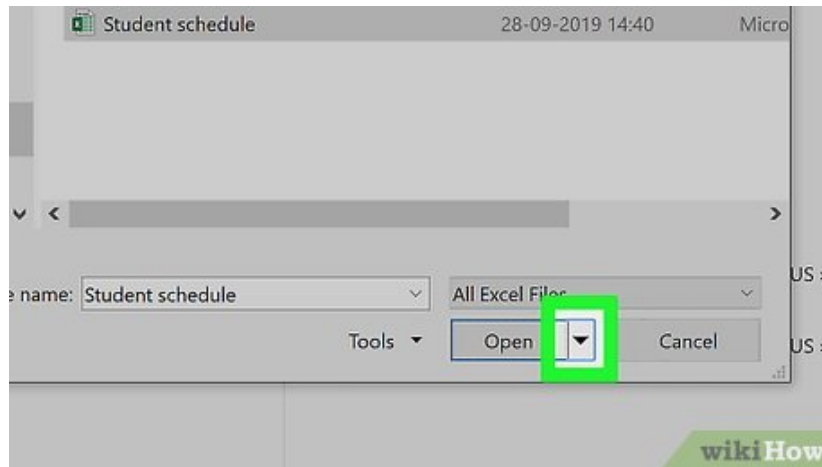 Student schedule 28-09-2019 14:40 Micro
e name: Student schedule All Excel Files
US :
Tools Open Cancel
US :
wikiHow